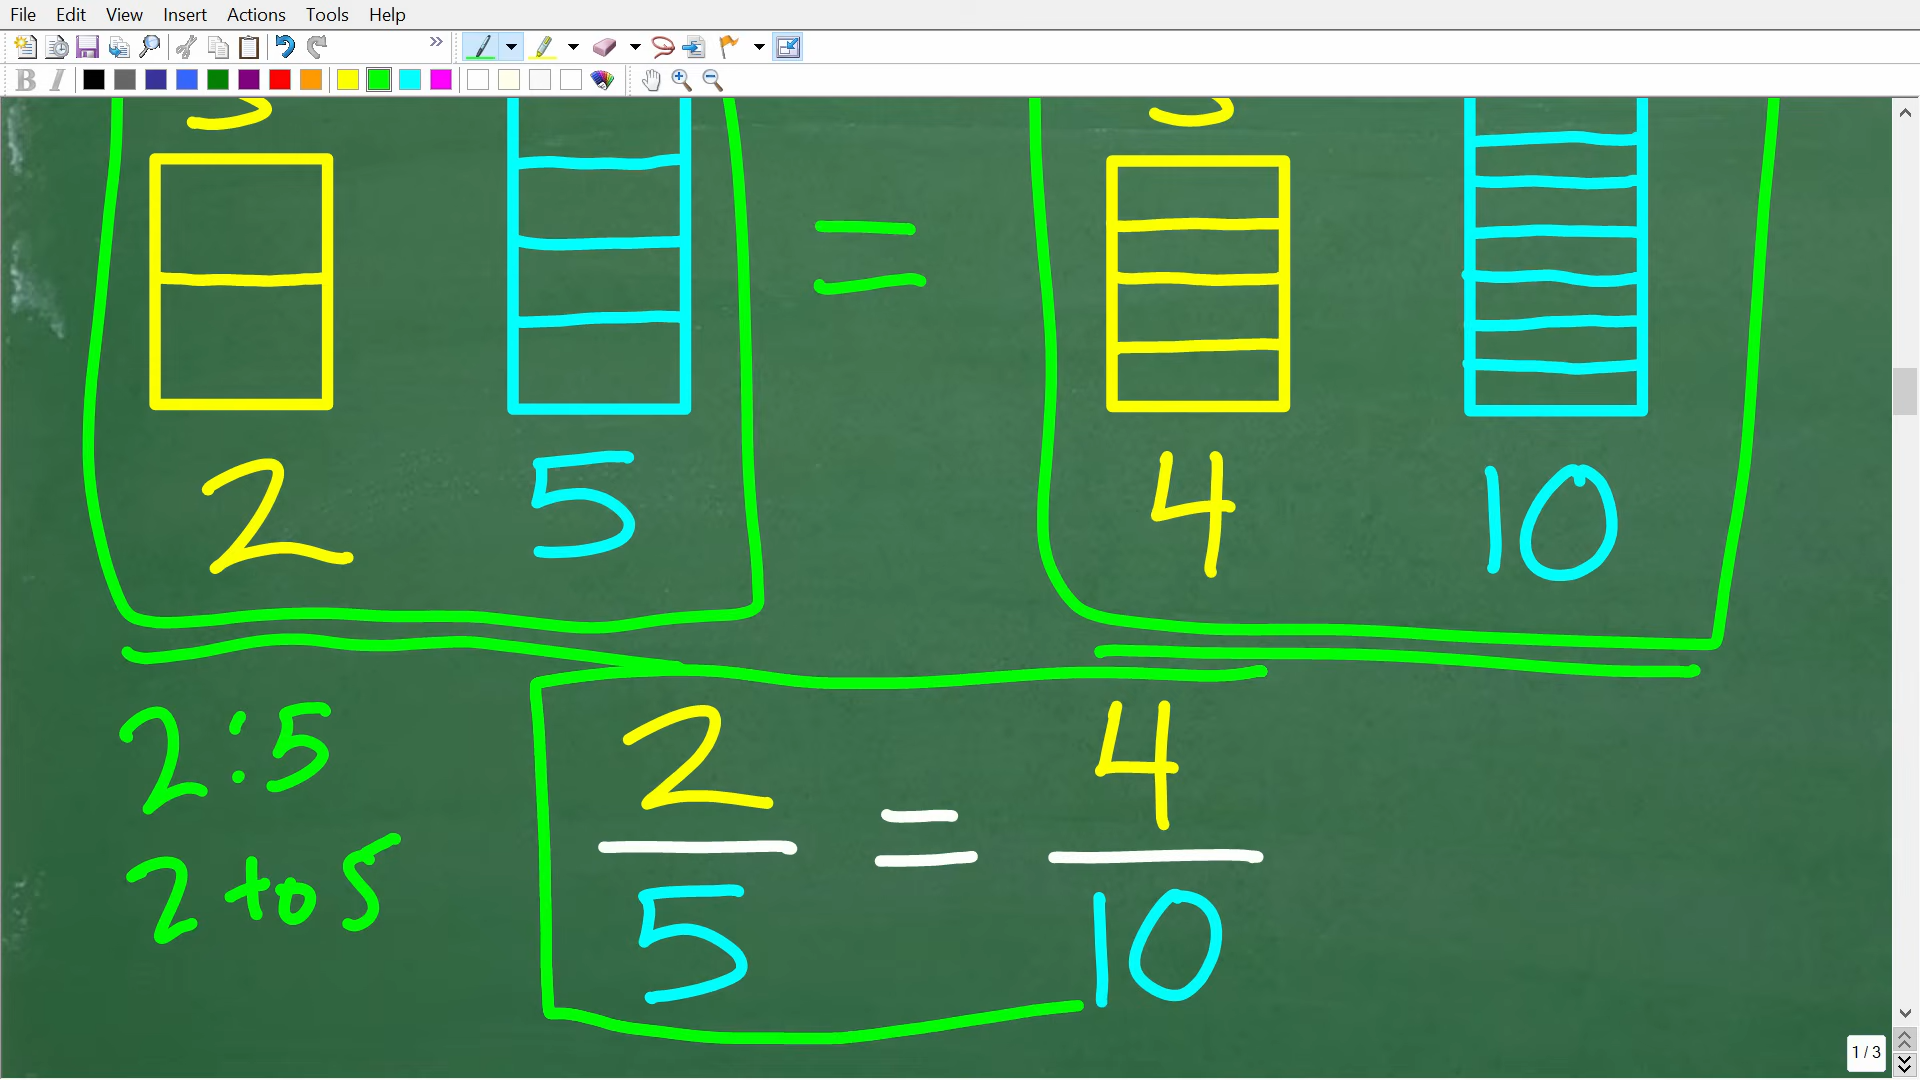 File Edit View Insert Actions Tools Help
B I
=
2 5 4 10
2:5
2 to 5
2/5 = 4/10
1 / 3